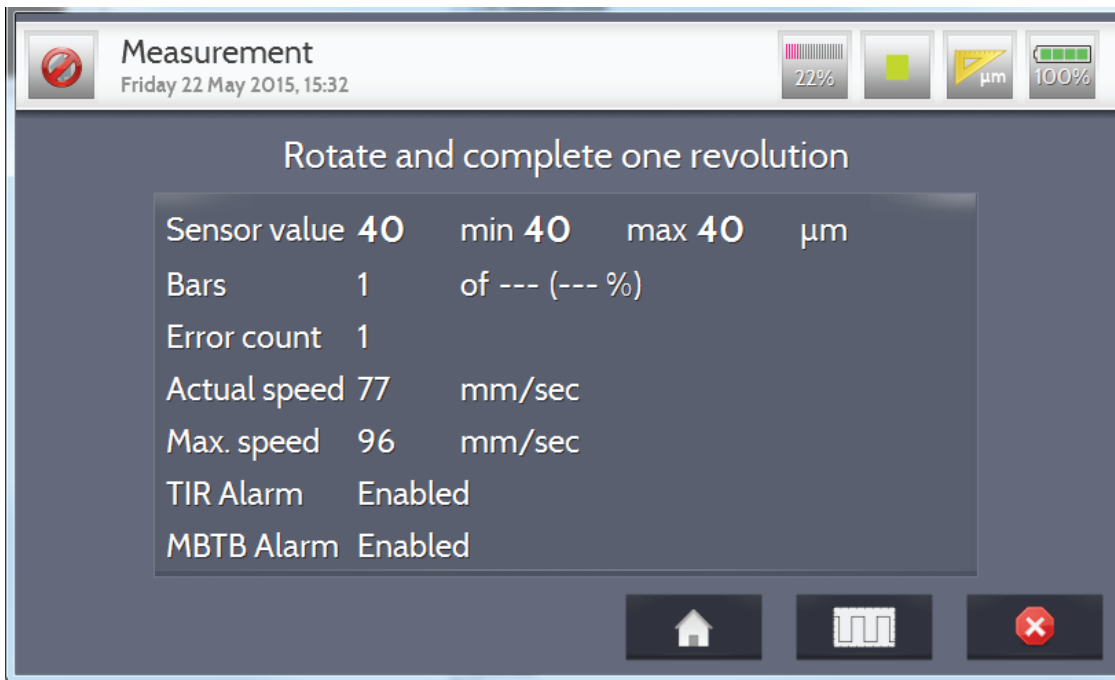 Measurement
Friday 22 May 2015, 15:32
22%
µm
100%
Rotate and complete one revolution
Sensor value 40 min 40 max 40 µm
Bars 1 of --- (--- %)
Error count 1
Actual speed 77 mm/sec
Max. speed 96 mm/sec
TIR Alarm Enabled
MBTB Alarm Enabled